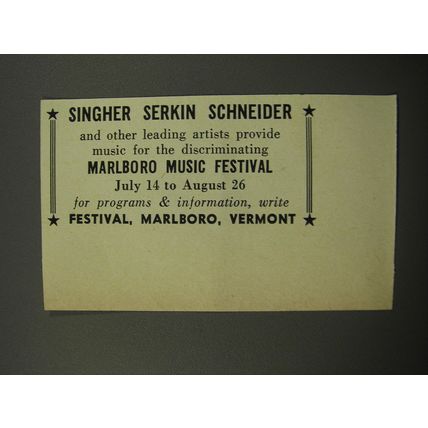 ★ SINGHER SERKIN SCHNEIDER ★
and other leading artists provide
music for the discriminating
MARLBORO MUSIC FESTIVAL
July 14 to August 26
for programs & information, write
★ FESTIVAL, MARLBORO, VERMONT ★